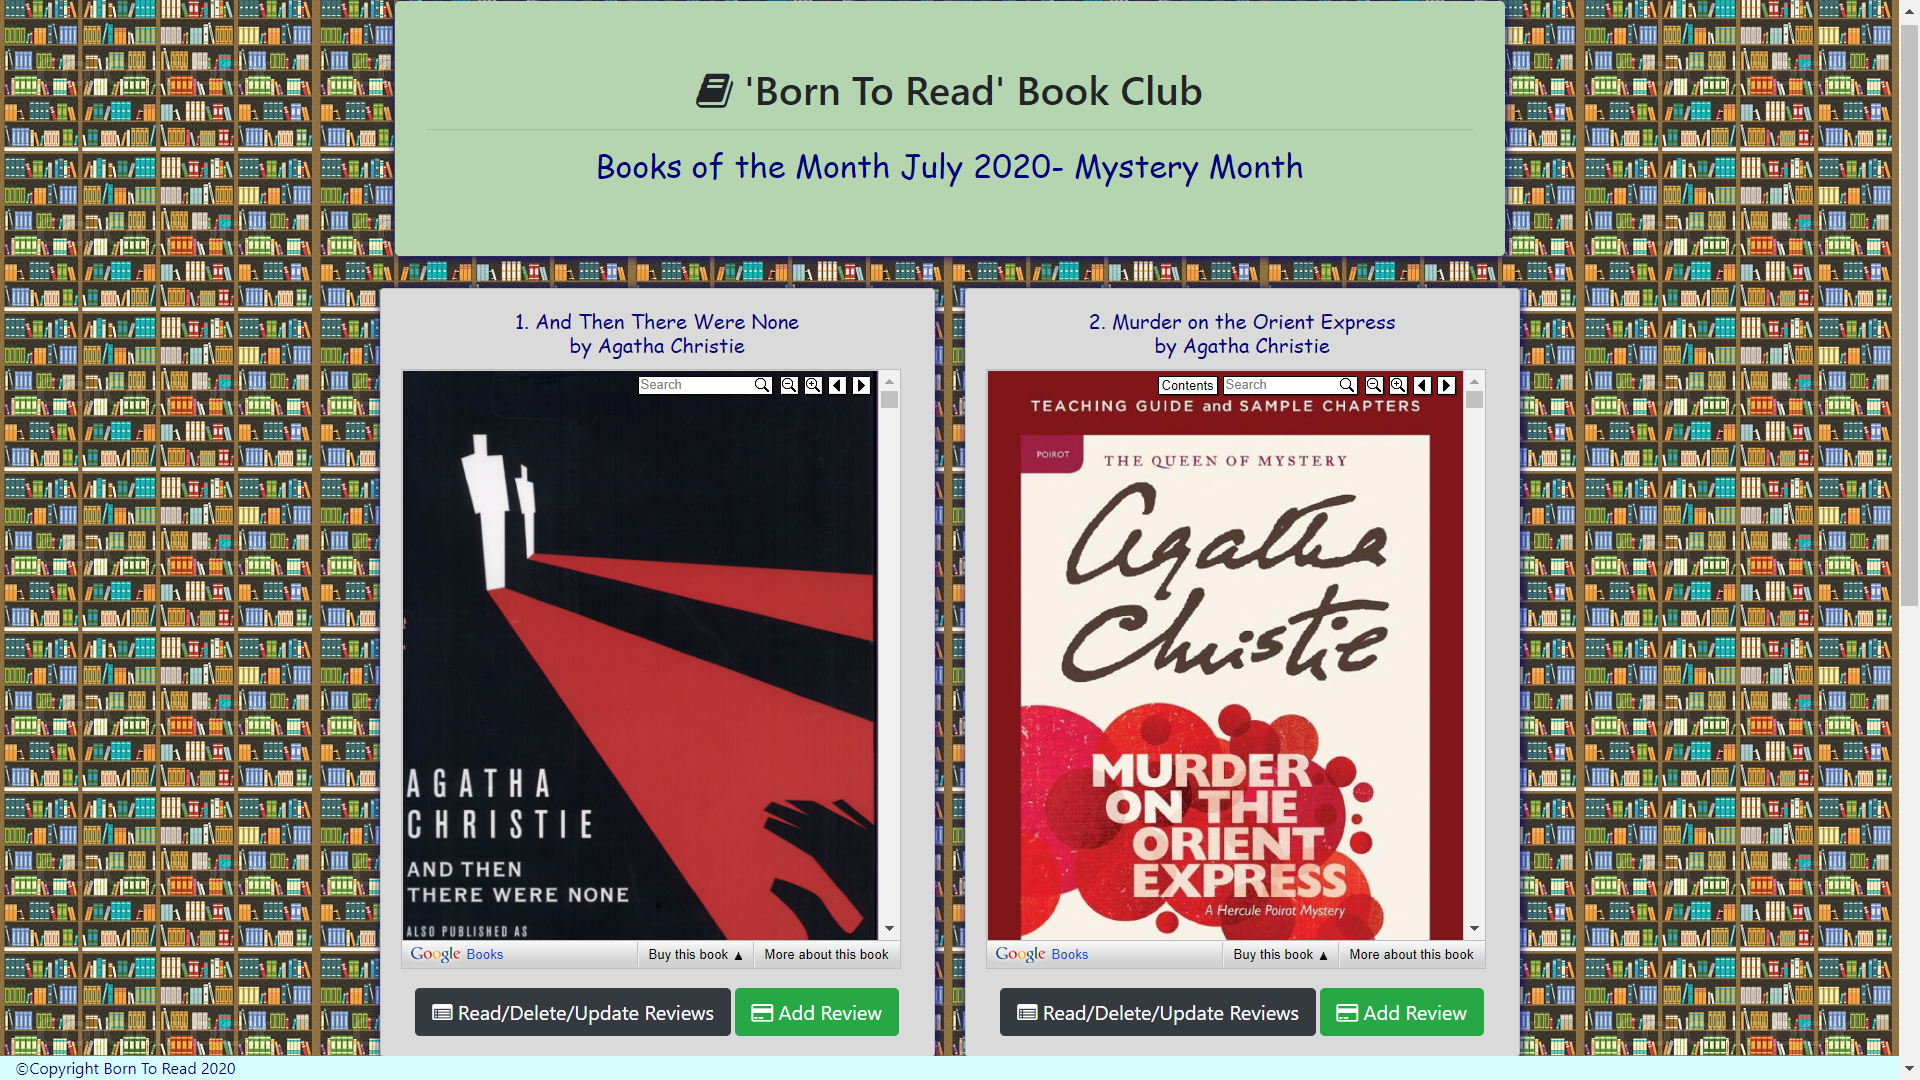 'Born To Read' Book Club
Books of the Month July 2020- Mystery Month
1. And Then There Were None
by Agatha Christie
Search
AGATHA
CHRISTIE
AND THEN
THERE WERE NONE
ALSO PUBLISHED AS
Google Books
Buy this book ▲
More about this book
Read/Delete/Update Reviews
Add Review
2. Murder on the Orient Express
by Agatha Christie
Contents
Search
TEACHING GUIDE and SAMPLE CHAPTERS
POIROT
THE QUEEN OF MYSTERY
Agatha
Christie
MURDER
ON THE
ORIENT
EXPRESS
A Hercule Poirot Mystery
Google Books
Buy this book ▲
More about this book
Read/Delete/Update Reviews
Add Review
©Copyright Born To Read 2020